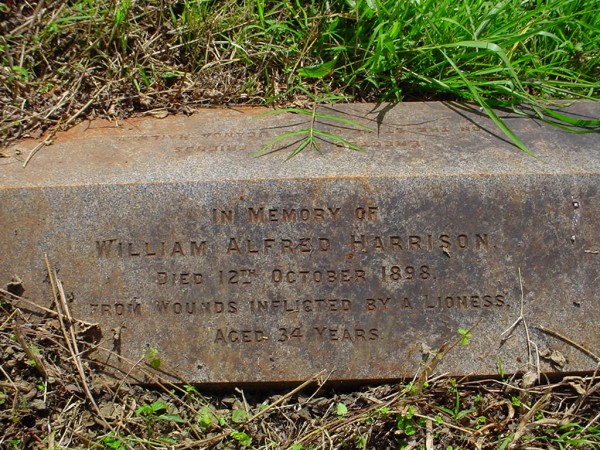 In Memory of
William Alfred Harrison.
Died 12th October 1898.
from wounds inflicted by a Lioness.
Aged 34 Years.